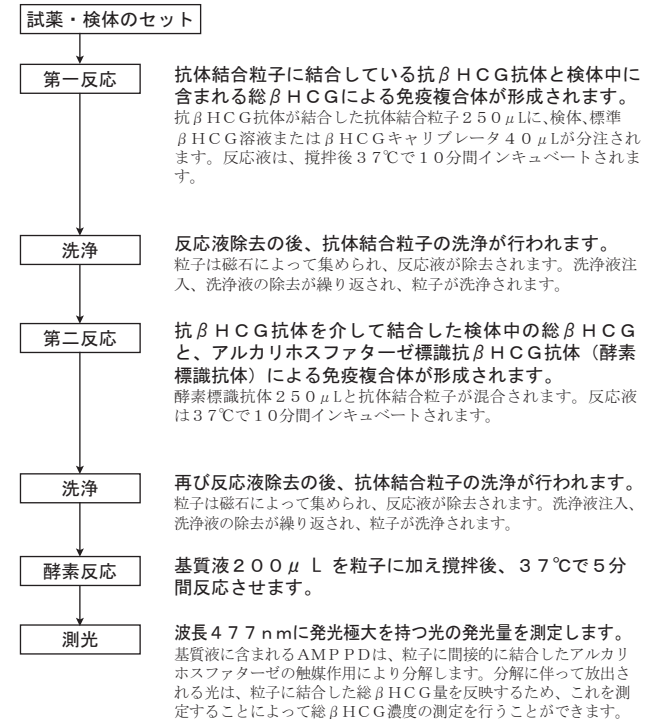 試薬・検体のセット
第一反応
抗体結合粒子に結合している抗βHCG抗体と検体中に
含まれる総βHCGによる免疫複合体が形成されます。
抗βHCG抗体が結合した抗体結合粒子250μLに、検体、標準
βHCG溶液またはβHCGキャリブレータ40μLが分注され
ます。反応液は、撹拌後37℃で10分間インキュベートされま
す。
洗浄
反応液除去の後、抗体結合粒子の洗浄が行われます。
粒子は磁石によって集められ、反応液が除去されます。洗浄液注
入、洗浄液の除去が繰り返され、粒子が洗浄されます。
第二反応
抗βHCG抗体を介して結合した検体中の総βHCG
と、アルカリホスファターゼ標識抗βHCG抗体（酵素
標識抗体）による免疫複合体が形成されます。
酵素標識抗体250μLと抗体結合粒子が混合されます。反応液
は37℃で10分間インキュベートされます。
洗浄
再び反応液除去の後、抗体結合粒子の洗浄が行われます。
粒子は磁石によって集められ、反応液が除去されます。洗浄液注入、
洗浄液の除去が繰り返され、粒子が洗浄されます。
酵素反応
基質液200μL を粒子に加え撹拌後、37℃で5分
間反応させます。
測光
波長477nmに発光極大を持つ光の発光量を測定します。
基質液に含まれるAMPPDは、粒子に間接的に結合したアルカリ
ホスファターゼの触媒作用により分解します。分解に伴って放出さ
れる光は、粒子に結合した総βHCG量を反映するため、これを測
定することによって総βHCG濃度の測定を行うことができます。